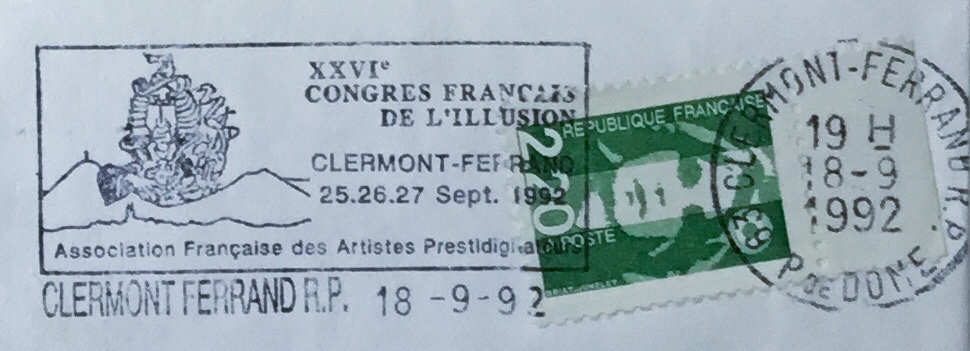 XXVIe
CONGRES FRANCAIS
DE L'ILLUSION
CLERMONT-FERRAND
25.26.27 Sept. 1992
Association Française des Artistes Prestidigitateurs
CLERMONT FERRAND R.P. 18 -9-92
2,20
REPUBLIQUE FRANÇAISE
POSTE
CLERMONT-FERRAND R.P.
19 H
18-9
1992
63 P. DE DOME